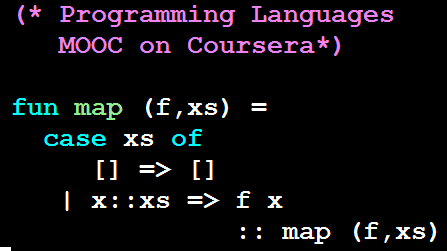 (* Programming Languages
MOOC on Coursera*)
fun map (f,xs) =
case xs of
[] => []
| x::xs => f x
:: map (f,xs)